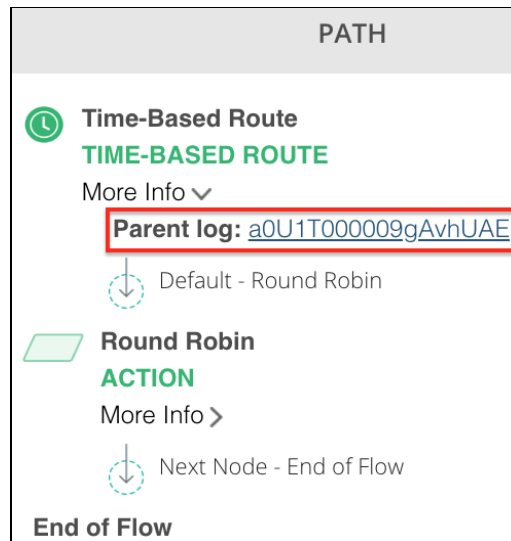 PATH
Time-Based Route
TIME-BASED ROUTE
More Info
Parent log: a0U1T000009gAvhUAE
Default - Round Robin
Round Robin
ACTION
More Info
Next Node - End of Flow
End of Flow